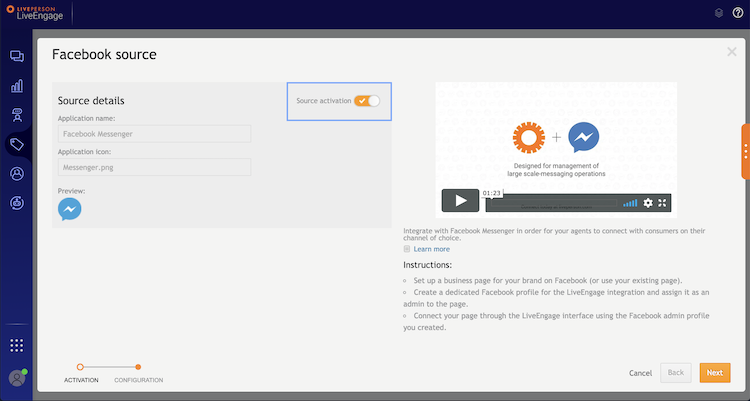 LIVEPERSON
LiveEngage
Facebook source
Source details
Source activation
Application name:
Facebook Messenger
Application icon:
Messenger.png
Preview:
Designed for management of
large scale-messaging operations
01:23
Integrate with Facebook Messenger in order for your agents to connect with consumers on their
channel of choice.
Learn more
Instructions:
Set up a business page for your brand on Facebook (or use your existing page).
Create a dedicated Facebook profile for the LiveEngage integration and assign it as an
admin to the page.
Connect your page through the LiveEngage interface using the Facebook admin profile
you created.
ACTIVATION
CONFIGURATION
Cancel
Back
Next